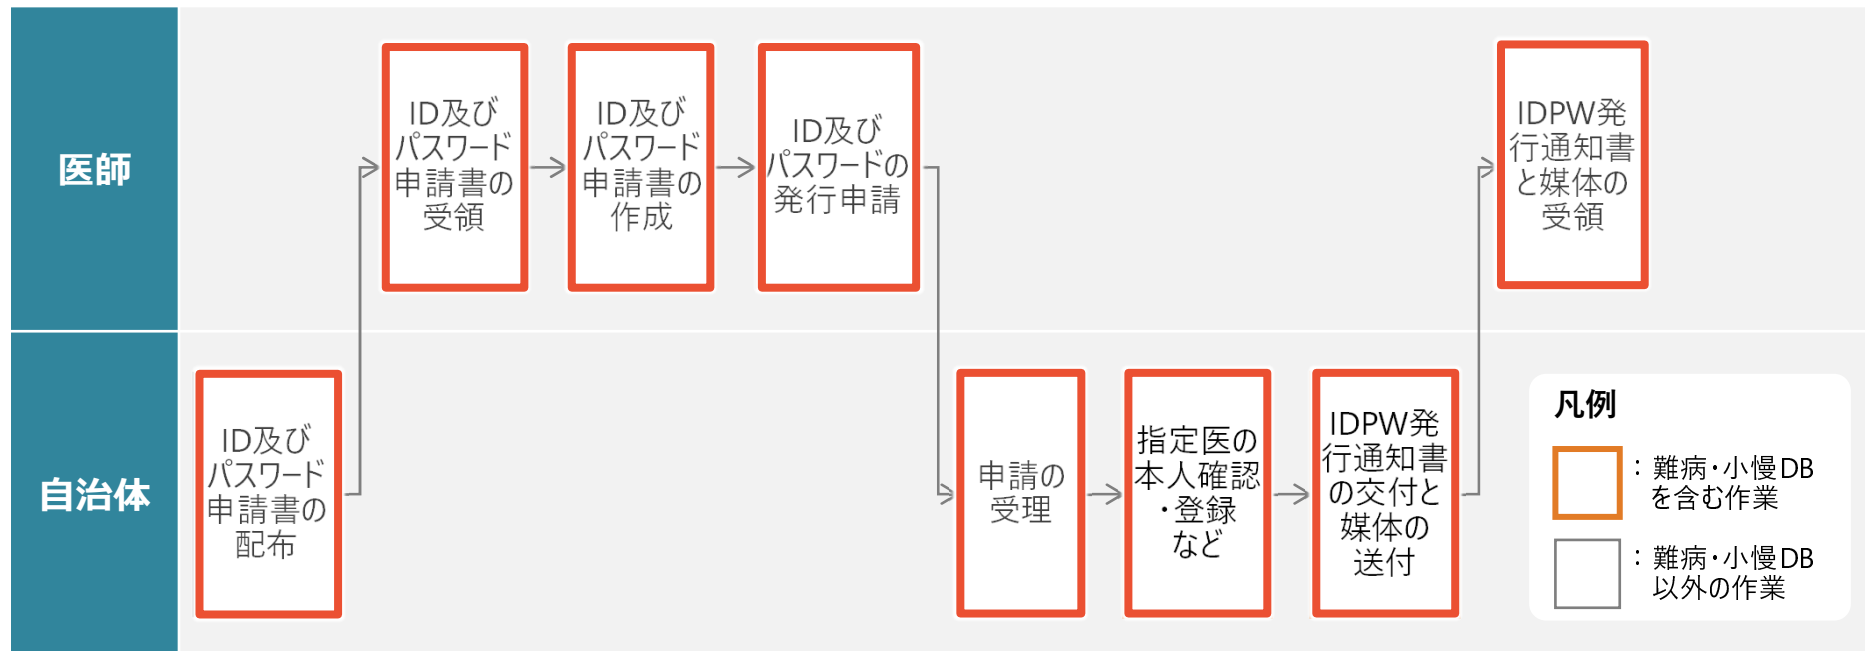 医師
ID及び
パスワード
申請書の
受領
ID及び
パスワード
申請書の
作成
ID及び
パスワードの
発行申請
IDPW発
行通知書
と媒体の
受領
自治体
ID及び
パスワード
申請書の
配布
申請の
受理
指定医の
本人確認
・登録
など
IDPW発
行通知書
の交付と
媒体の
送付
凡例
：難病・小慢DB
を含む作業
：難病・小慢DB
以外の作業